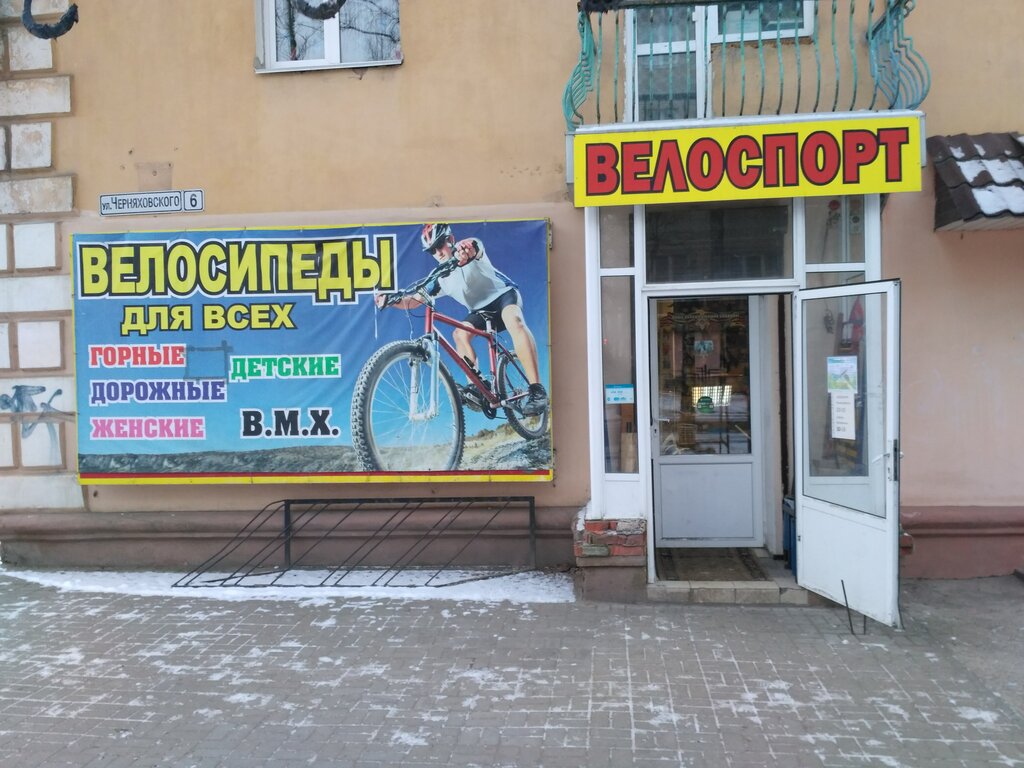 ул. ЧЕРНЯХОВСКОГО 6
ВЕЛОСПОРТ
ВЕЛОСИПЕДЫ
ДЛЯ ВСЕХ
ГОРНЫЕ
ДЕТСКИЕ
ДОРОЖНЫЕ
ЖЕНСКИЕ
В.М.Х.